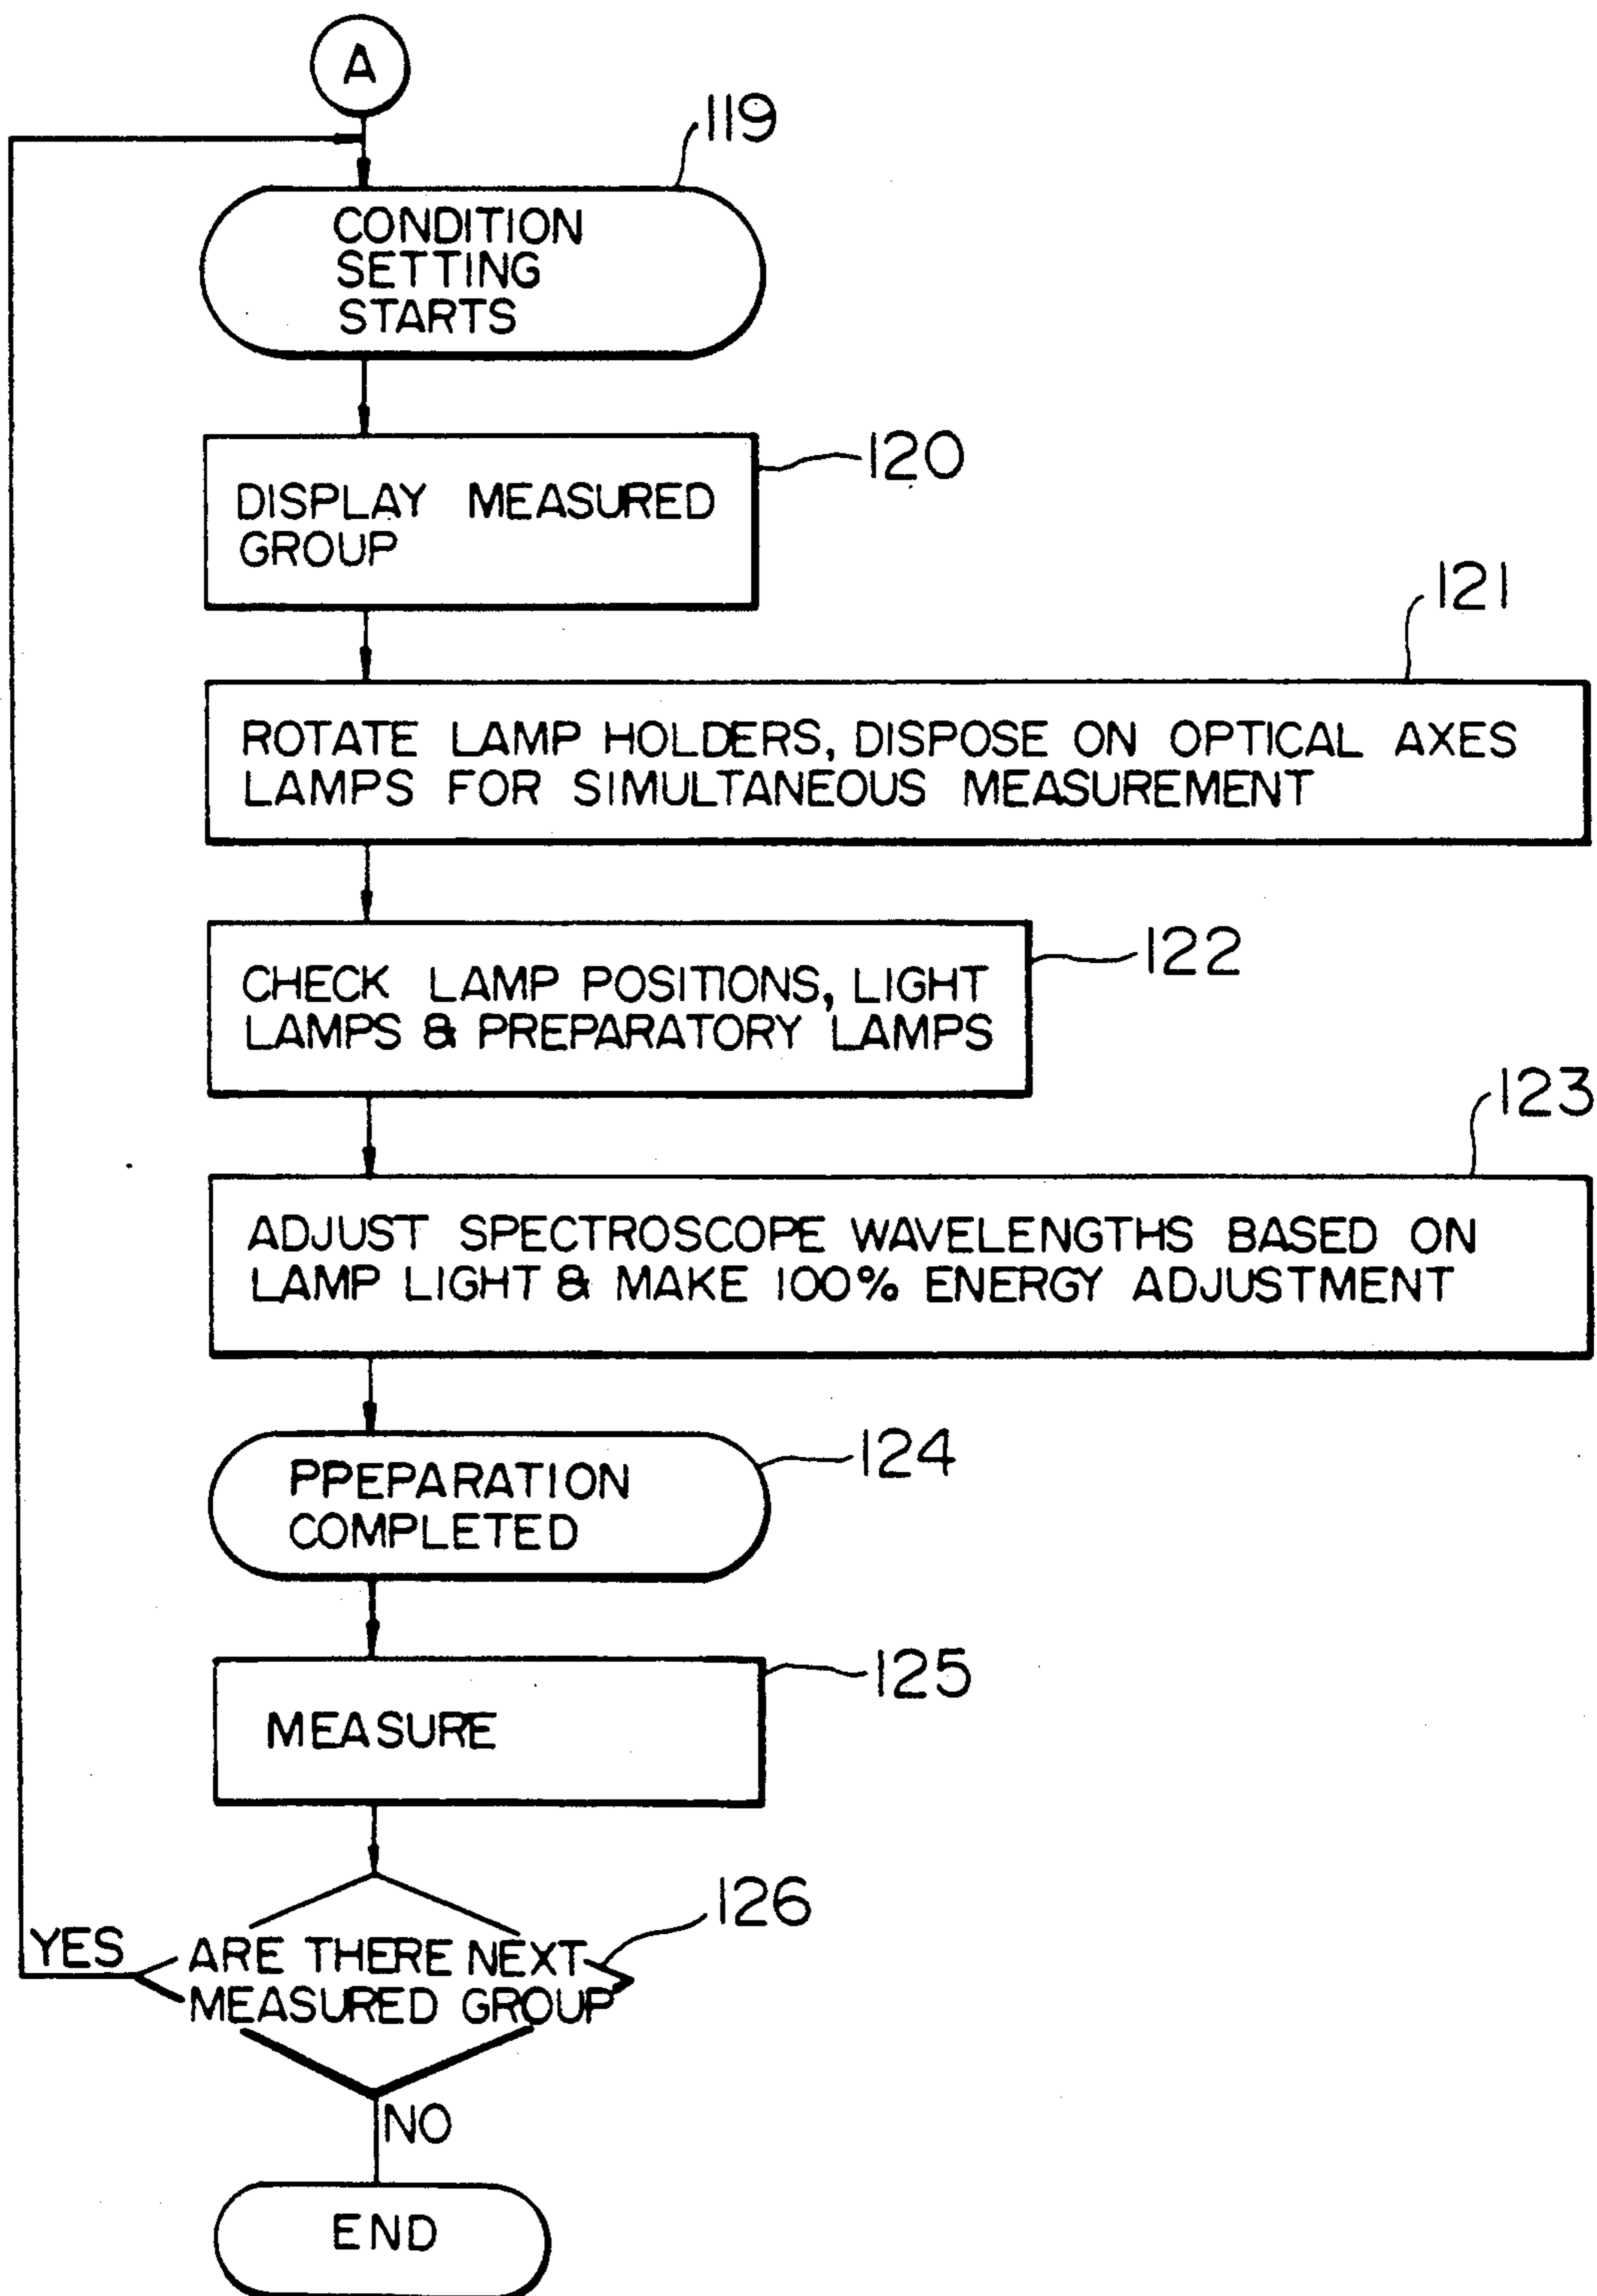 A
119
CONDITION
SETTING
STARTS
120
DISPLAY MEASURED
GROUP
121
ROTATE LAMP HOLDERS, DISPOSE ON OPTICAL AXES
LAMPS FOR SIMULTANEOUS MEASUREMENT
122
CHECK LAMP POSITIONS, LIGHT
LAMPS & PREPARATORY LAMPS
123
ADJUST SPECTROSCOPE WAVELENGTHS BASED ON
LAMP LIGHT & MAKE 100% ENERGY ADJUSTMENT
124
PPEPARATION
COMPLETED
125
MEASURE
126
YES
ARE THERE NEXT
MEASURED GROUP
NO
END